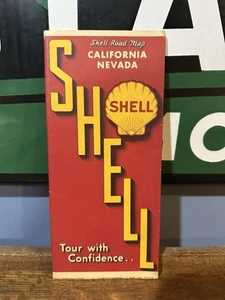 Shell Road Map
CALIFORNIA
NEVADA
SHELL
SHELL
Tour with
Confidence..